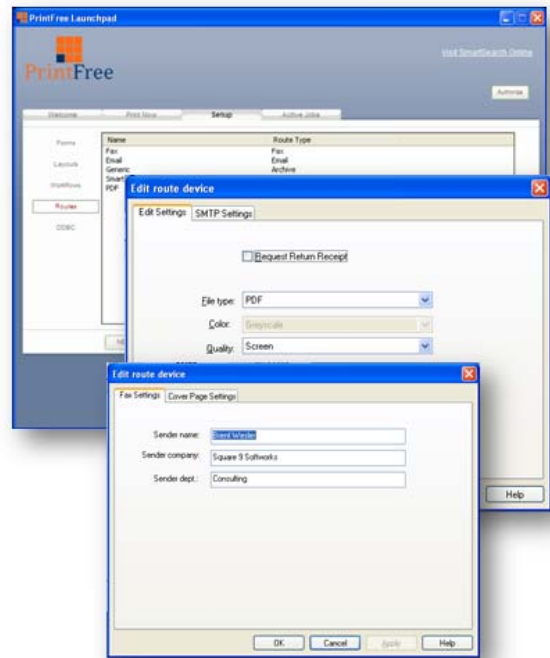 PrintFree Launchpad
PrintFree
Visit SmartSearch Online
Authorize
Welcome
Print Now
Setup
Active Jobs
Forms
Layouts
Workflows
Routes
ODBC
Name Route Type
Fax Fax
Email Email
Generic Archive
PDF
Edit route device
Edit Settings SMTP Settings
Request Return Receipt
File type: PDF
Color: Greyscale
Quality: Screen
Help
Edit route device
Fax Settings Cover Page Settings
Sender name:
Sender company: Square 9 Softworks
Sender dept.: Consulting
OK Cancel Apply Help